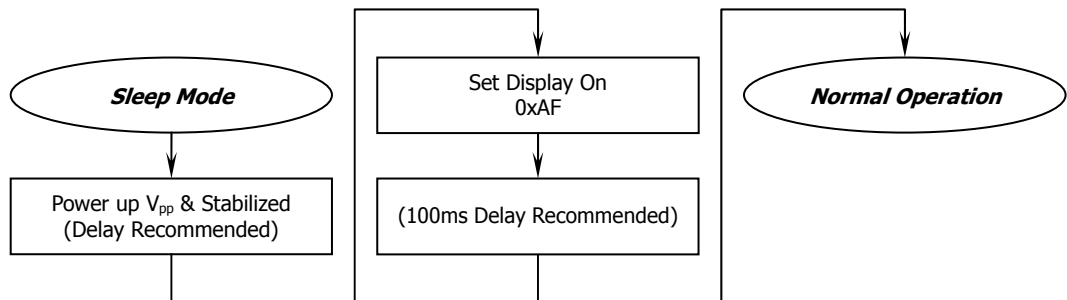 Sleep Mode
Power up Vpp & Stabilized
(Delay Recommended)
Set Display On
0xAF
(100ms Delay Recommended)
Normal Operation